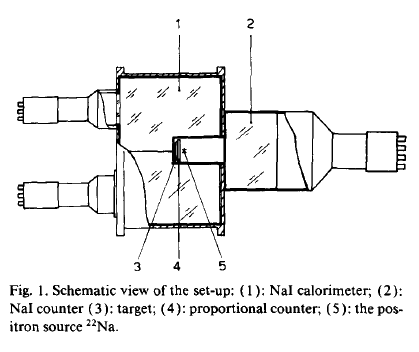 1
2
3
4
5
Fig. 1. Schematic view of the set-up: (1): NaI calorimeter; (2):
NaI counter (3): target; (4): proportional counter; (5): the pos-
itron source ²²Na.